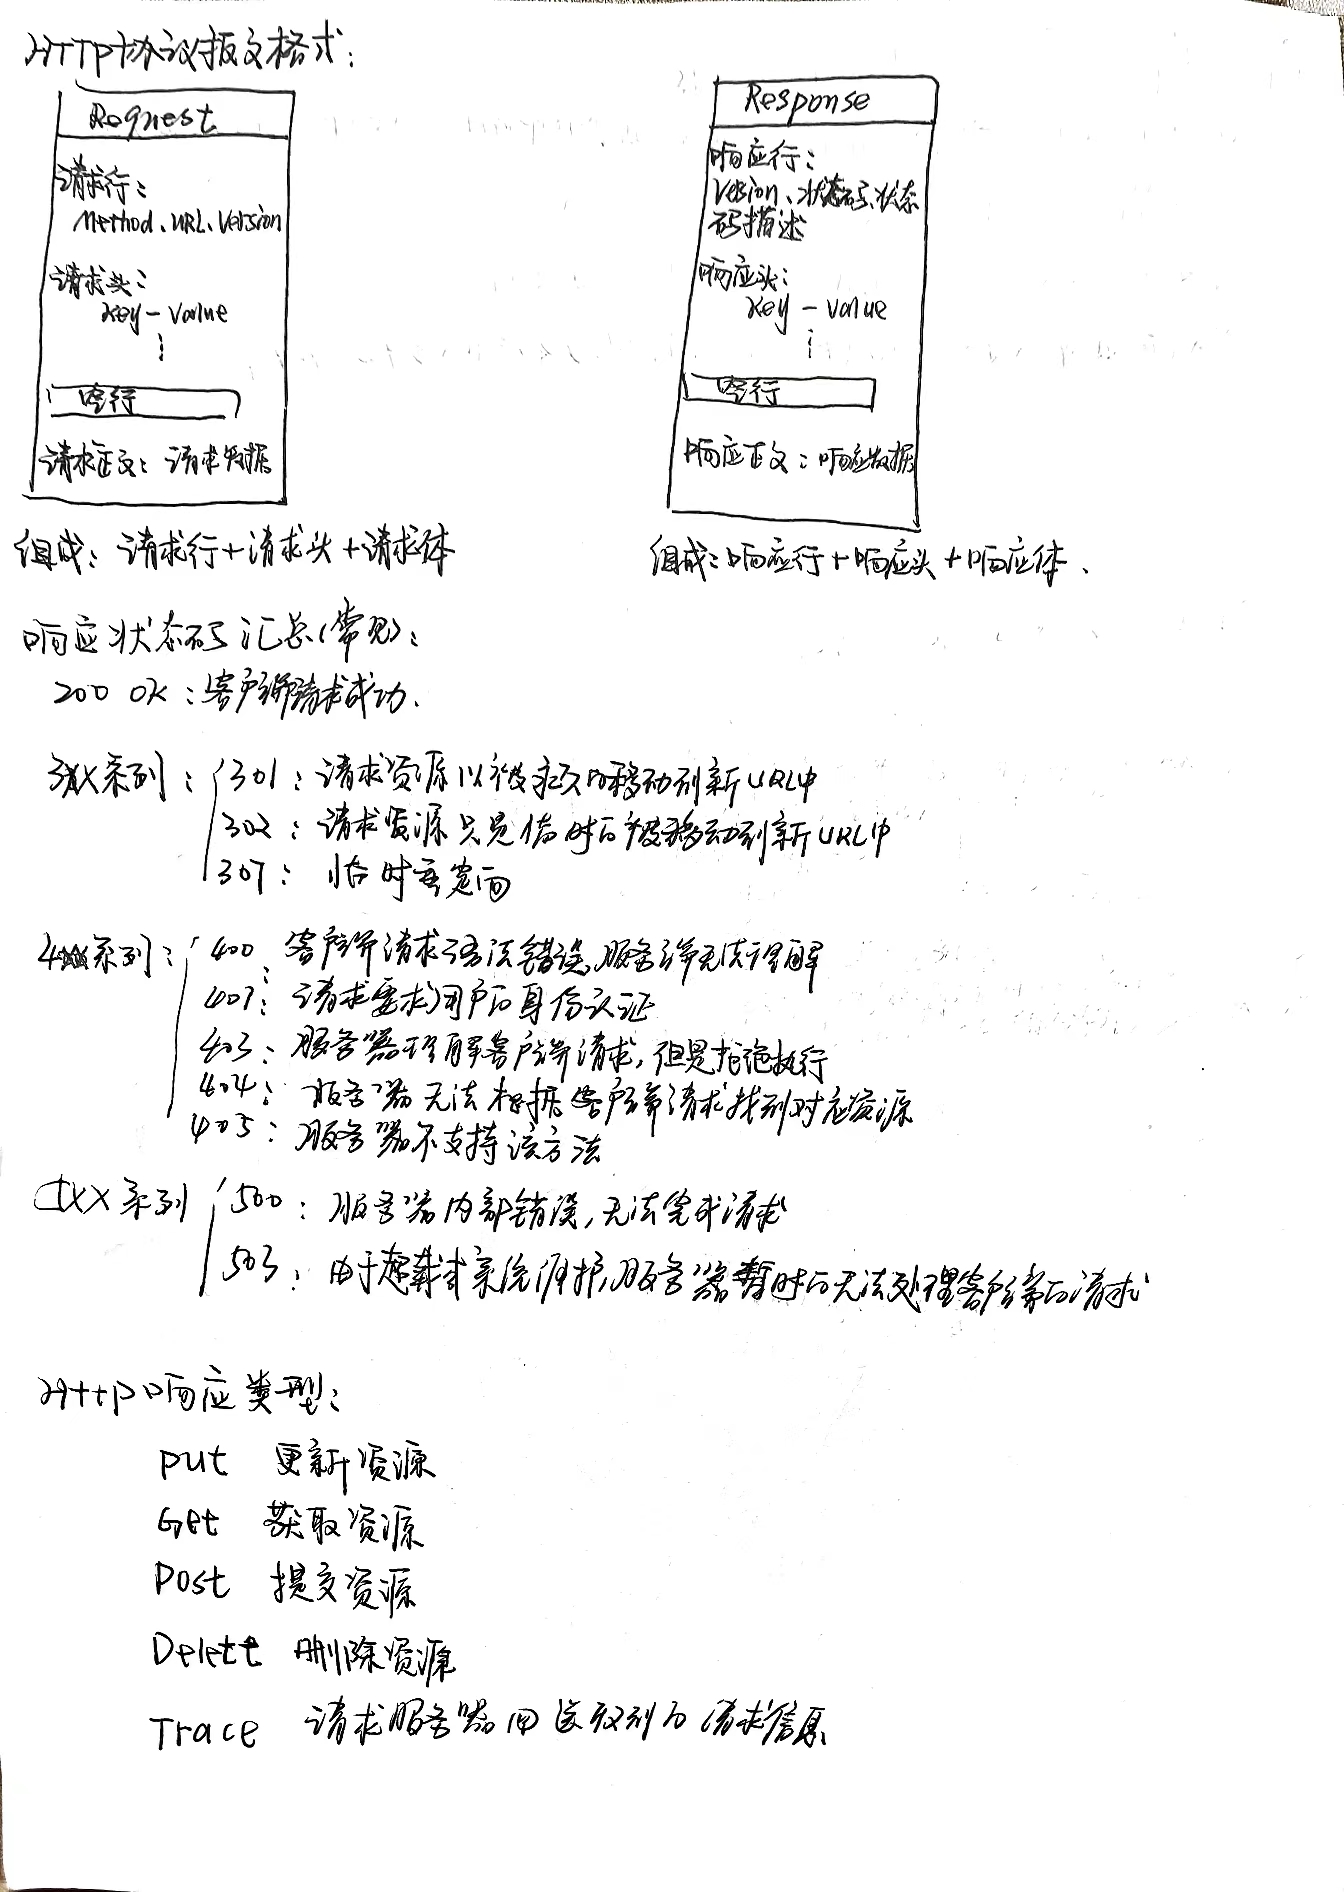 HTTP协议报文格式：
Request
请求行：
Method、URL、Version
请求头：
Key - Value
⋮
空行
请求正文：请求数据
组成：请求行+请求头+请求体
Response
响应行：
Vesion、状态码、状态
码描述
响应头：
Key - Value
⋮
空行
响应正文：响应数据
组成：响应行+响应头+响应体、
响应状态码汇总(常见)：
200 OK：客户端请求成功.
3XX系列：
301：请求资源以被永久的移动到新URL中
302：请求资源只是临时的被移动到新URL中
307：临时重定向
4XX系列：
400：客户端请求语法错误，服务端无法理解
401：请求要求用户的身份认证
403：服务器理解客户端请求，但是拒绝执行
404：服务器无法根据客户端请求找到对应资源
405：服务器不支持该方法
5XX系列
500：服务器内部错误，无法完成请求
503：由于超载或系统维护，服务器暂时的无法处理客户端的请求
Http响应类型：
put 更新资源
Get 获取资源
Post 提交资源
Delete 删除资源
Trace 请求服务器回送收到的请求信息